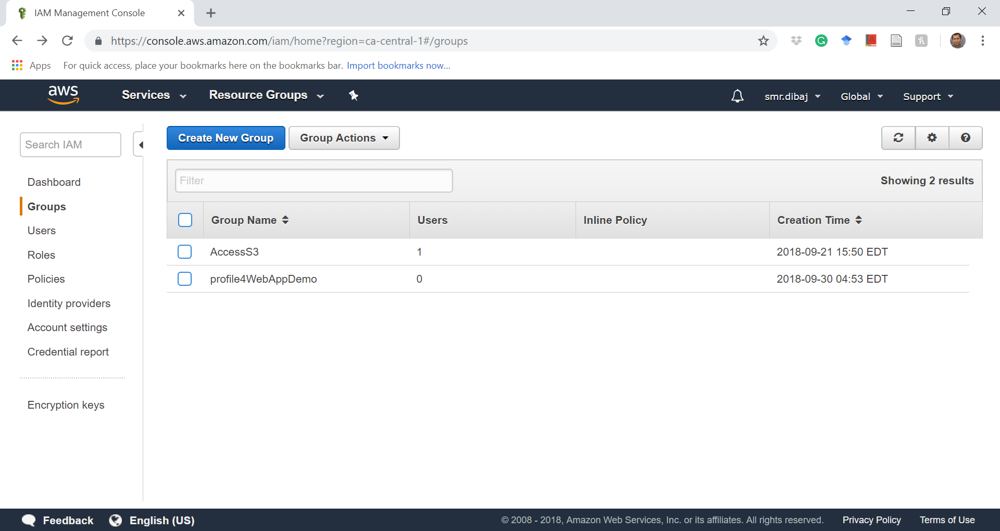 IAM Management Console
https://console.aws.amazon.com/iam/home?region=ca-central-1#/groups
Apps For quick access, place your bookmarks here on the bookmarks bar. Import bookmarks now...
aws Services Resource Groups smr.dibaj Global Support
Search IAM
Create New Group Group Actions
Filter
Showing 2 results
Dashboard
Groups
Users
Roles
Policies
Identity providers
Account settings
Credential report
Encryption keys
Group Name Users Inline Policy Creation Time
AccessS3 1 2018-09-21 15:50 EDT
profile4WebAppDemo 0 2018-09-30 04:53 EDT
Feedback English (US) © 2008 - 2018, Amazon Web Services, Inc. or its affiliates. All rights reserved. Privacy Policy Terms of Use